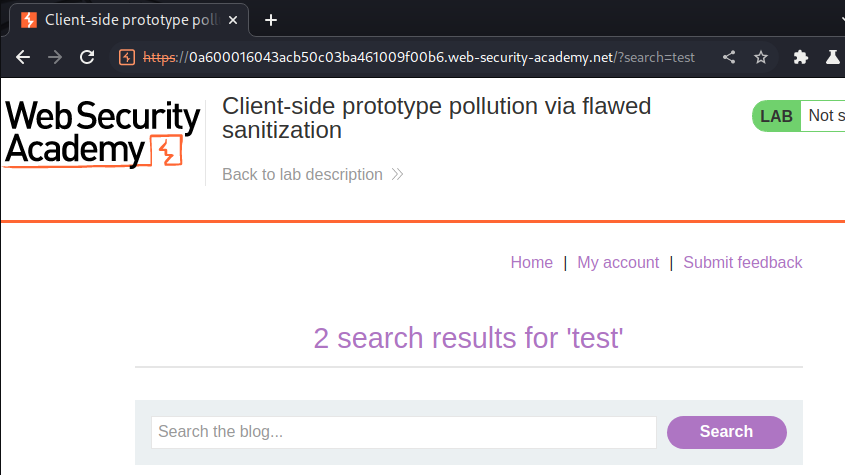 Client-side prototype poll
https://0a600016043acb50c03ba461009f00b6.web-security-academy.net/?search=test
Web Security
Academy
Client-side prototype pollution via flawed
sanitization
Back to lab description
LAB Not s
Home | My account | Submit feedback
2 search results for 'test'
Search the blog... Search